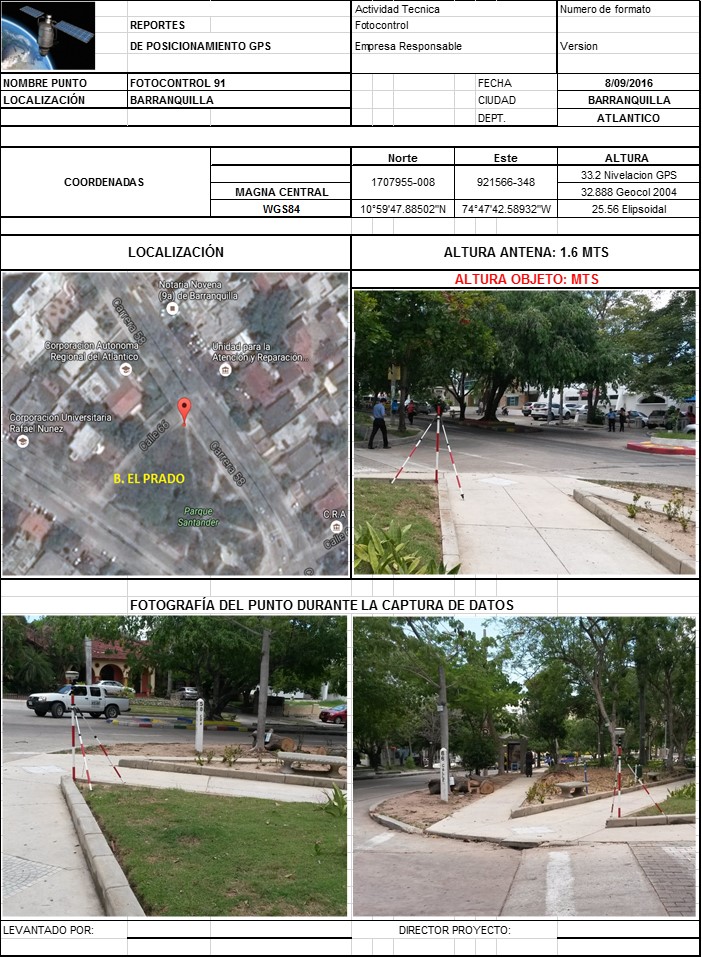 Actividad Tecnica
Numero de formato
REPORTES
Fotocontrol
DE POSICIONAMIENTO GPS
Empresa Responsable
Version
NOMBRE PUNTO
FOTOCONTROL 91
FECHA
8/09/2016
LOCALIZACIÓN
BARRANQUILLA
CIUDAD
BARRANQUILLA
DEPT.
ATLANTICO
COORDENADAS
Norte
Este
ALTURA
1707955-008
921566-348
33.2 Nivelacion GPS
MAGNA CENTRAL
32.888 Geocol 2004
WGS84
10°59'47.88502"N
74°47'42.58932"W
25.56 Elipsoidal
LOCALIZACIÓN
ALTURA ANTENA: 1.6 MTS
ALTURA OBJETO: MTS
Notaria Novena
(9a) de Barranquilla
Carrera 58
Corporacion Autonoma
Regional del Atlantico
Unidad para la
Atención y Reparación
Corporación Universitaria
Rafael Nunez
Calle 66
Carrera 58
B. EL PRADO
Parque
Santander
C.R.A
Calle
FOTOGRAFÍA DEL PUNTO DURANTE LA CAPTURA DE DATOS
LEVANTADO POR:
DIRECTOR PROYECTO: